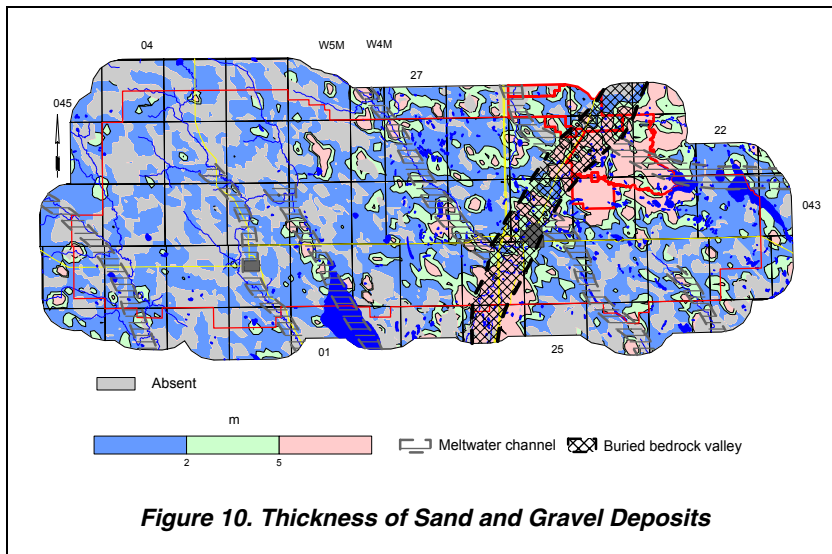 04
W5M W4M
27
045
22
043
01
25
Absent
m
2 5
Meltwater channel
Buried bedrock valley
Figure 10. Thickness of Sand and Gravel Deposits